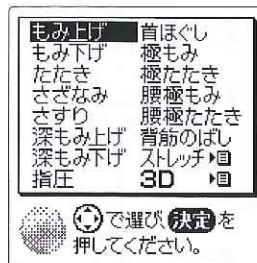 もみ上げ 首ほぐし
もみ下げ 極もみ
たたき 極たたき
さざなみ 腰極もみ
さすり 腰極たたき
深もみ上げ 背筋のばし
深もみ下げ ストレッチ
指圧 3D
で選び 決定 を
押してください。